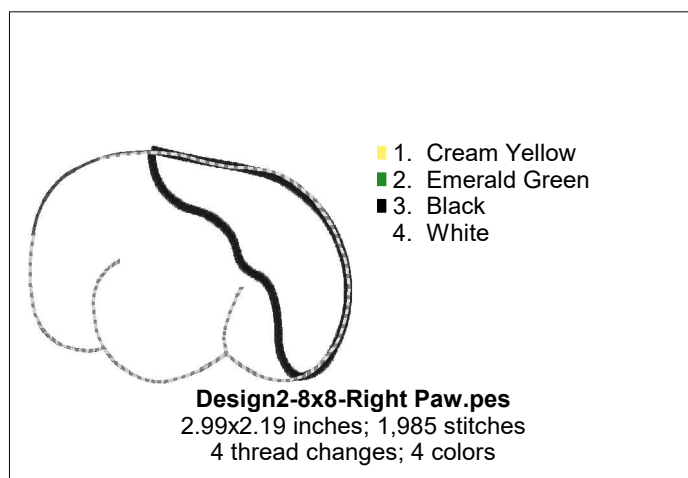 1. Cream Yellow
2. Emerald Green
3. Black
4. White
Design2-8x8-Right Paw.pes
2.99x2.19 inches; 1,985 stitches
4 thread changes; 4 colors